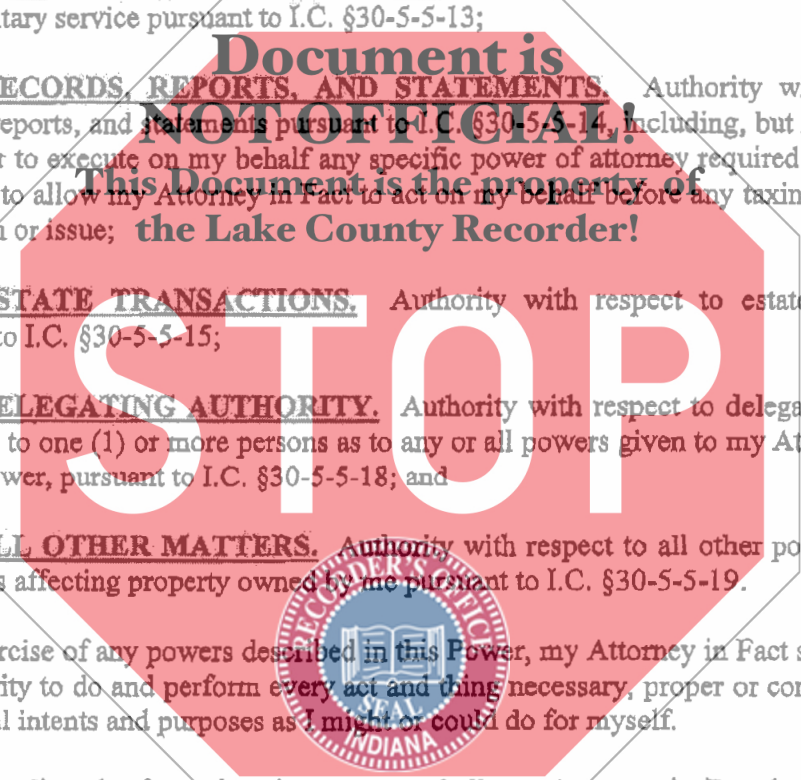 tary service pursuant to I.C. §30-5-5-13;
Document is
ECORDS, REPORTS, AND STATEMENTS. Authority w
NOT OFFICIAL!
eports, and statements pursuant to I.C. §30-5-5-14, including, but
r to execute on my behalf any specific power of attorney required
This Document is the property of
to allow my Attorney in Fact to act on my behalf before any taxin
or issue;
the Lake County Recorder!
STATE TRANSACTIONS. Authority with respect to estate
to I.C. §30-5-5-15;
STOP
ELEGATING AUTHORITY. Authority with respect to delega
to one (1) or more persons as to any or all powers given to my At
wer, pursuant to I.C. §30-5-5-18; and
LL OTHER MATTERS. Authority with respect to all other po
s affecting property owned by me pursuant to I.C. §30-5-5-19.
RECORDER'S OFFICE
SEAL
INDIANA
rcise of any powers described in this Power, my Attorney in Fact s
ity to do and perform every act and thing necessary, proper or con
l intents and purposes as I might or could do for myself.